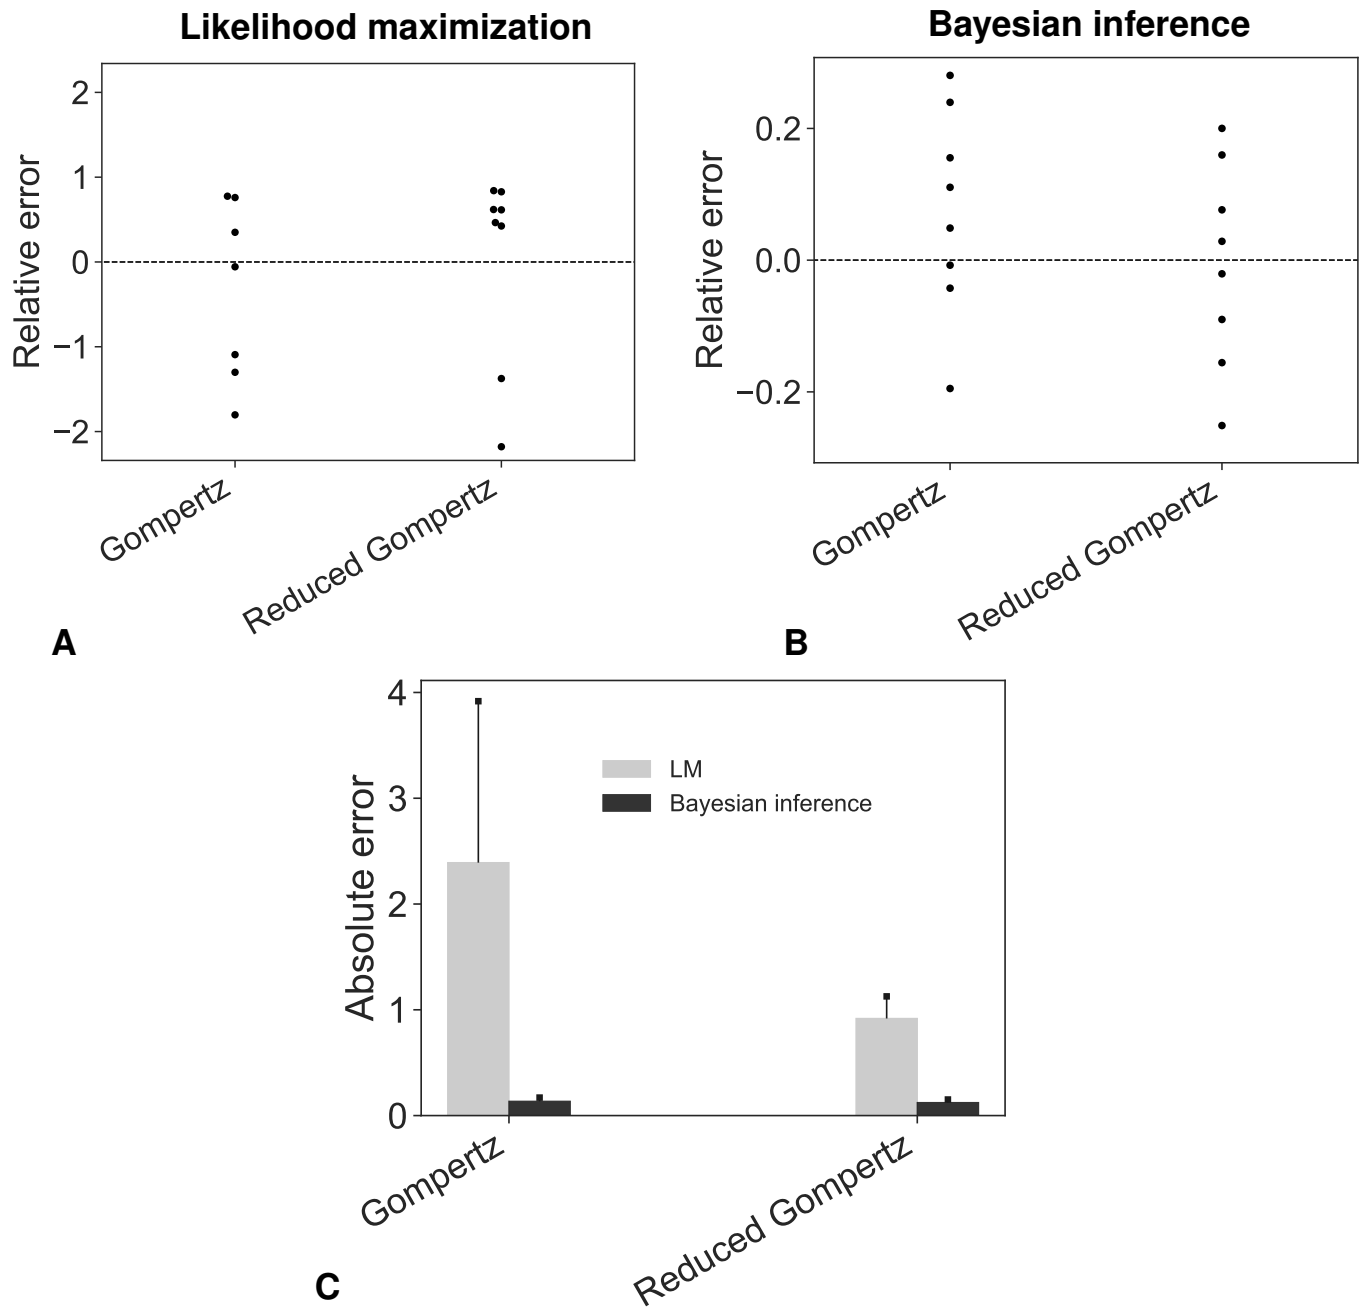 Likelihood maximization
Relative error
2
1
0
−1
−2
Gompertz
Reduced Gompertz
A
Bayesian inference
Relative error
0.2
0.0
−0.2
Gompertz
Reduced Gompertz
B
Absolute error
4
3
2
1
0
LM
Bayesian inference
Gompertz
Reduced Gompertz
C